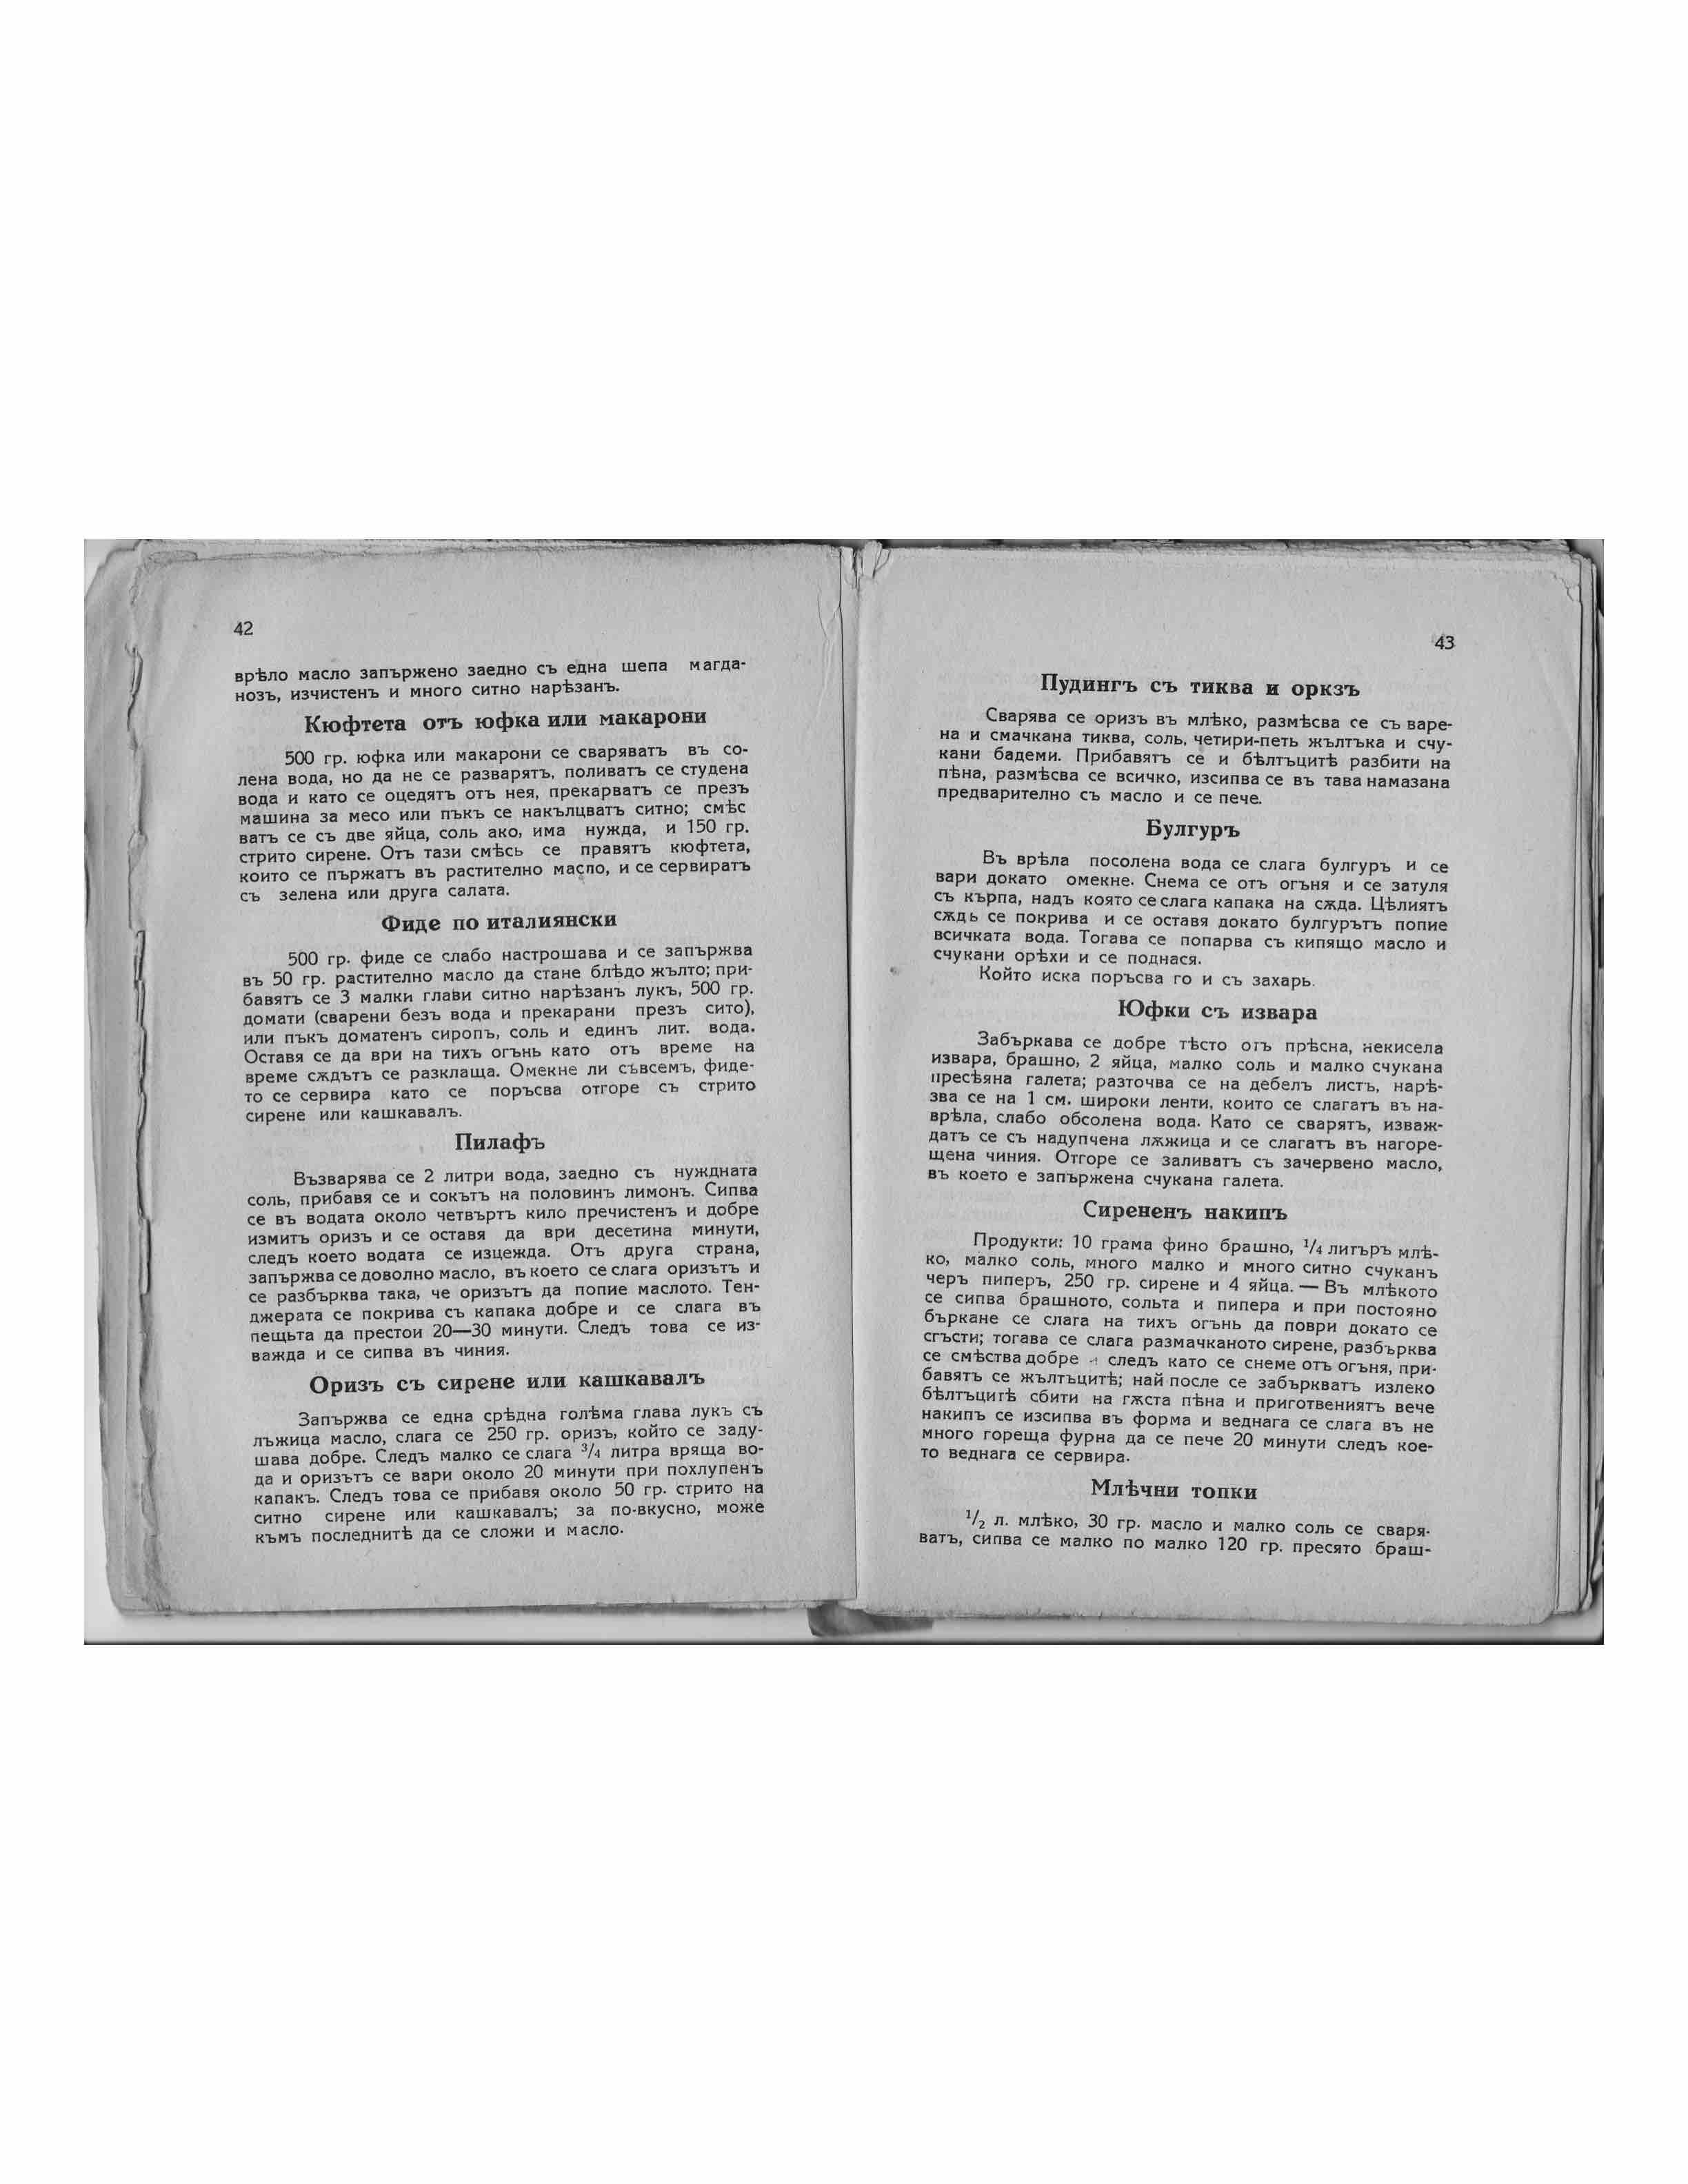 42
врѣло масло запържено заедно съ една шепа магда-
нозъ, изчистенъ и много ситно нарѣзанъ.
Кюфтета отъ юфка или макарони
500 гр. юфка или макарони се сваряватъ въ со-
лена вода, но да не се разварятъ, поливатъ се студена
вода и като се оцедятъ отъ нея, прекарватъ се презъ
машина за месо или пъкъ се накълцватъ ситно; смѣс
ватъ се съ две яйца, соль ако, има нужда, и 150 гр.
стрито сирене. Отъ тази смѣсь се правятъ кюфтета,
които се пържатъ въ растително масло, и се сервиратъ
съ зелена или друга салата.
Фиде по италиянски
500 гр. фиде се слабо настрошава и се запържва
въ 50 гр. растително масло да стане блѣдо жълто; при-
бавятъ се 3 малки глави ситно нарѣзанъ лукъ, 500 гр.
домати (сварени безъ вода и прекарани презъ сито),
или пъкъ доматенъ сиропъ, соль и единъ лит. вода.
Оставя се да ври на тихъ огънь като отъ време на
време сѫдътъ се разклаща. Омекне ли съвсемъ, фиде-
то се сервира като се поръсва отгоре съ стрито
сирене или кашкавалъ.
Пилафъ
Възварява се 2 литри вода, заедно съ нуждната
соль, прибавя се и сокътъ на половинъ лимонъ. Сипва
се въ водата около четвъртъ кило пречистенъ и добре
измитъ оризъ и се оставя да ври десетина минути,
следъ което водата се изцежда. Отъ друга страна,
запържва се доволно масло, въ което се слага оризътъ и
се разбърква така, че оризътъ да попие маслото. Тен-
джерата се покрива съ капака добре и се слага въ
пещьта да престои 20—30 минути. Следъ това се из-
важда и се сипва въ чиния.
Оризъ съ сирене или кашкавалъ
Запържва се една срѣдна голѣма глава лукъ съ
лъжица масло, слага се 250 гр. оризъ, който се заду-
шава добре. Следъ малко се слага ³/₄ литра вряща во-
да и оризътъ се вари около 20 минути при похлупенъ
капакъ. Следъ това се прибавя около 50 гр. стрито на
ситно сирене или кашкавалъ; за по-вкусно, може
къмъ последнитѣ да се сложи и масло.
43
Пудингъ съ тиква и оркзъ
Сварява се оризъ въ млѣко, размѣсва се съ варе-
на и смачкана тиква, соль, четири-петь жълтъка и счу-
кани бадеми. Прибавятъ се и бѣлтъцитѣ разбити на
пѣна, размѣсва се всичко, изсипва се въ тава намазана
предварително съ масло и се пече.
Булгуръ
Въ врѣла посолена вода се слага булгуръ и се
вари докато омекне. Снема се отъ огъня и се затуля
съ кърпа, надъ която се слага капака на сѫда. Цѣлиятъ
сѫдь се покрива и се оставя докато булгурътъ попие
всичката вода. Тогава се попарва съ кипящо масло и
счукани орѣхи и се поднася.
Който иска поръсва го и съ захарь.
Юфки съ извара
Забъркава се добре тѣсто отъ прѣсна, некисела
извара, брашно, 2 яйца, малко соль и малко счукана
пресѣяна галета; разточва се на дебелъ листъ, нарѣ-
зва се на 1 см. широки ленти, които се слагатъ въ на-
врѣла, слабо обсолена вода. Като се сварятъ, изваж-
датъ се съ надупчена лѫжица и се слагатъ въ нагоре-
щена чиния. Отгоре се заливатъ съ зачервено масло,
въ което е запържена счукана галета.
Сирененъ накипъ
Продукти: 10 грама фино брашно, ¹/₄ литъръ млѣ-
ко, малко соль, много малко и много ситно счуканъ
черъ пиперъ, 250 гр. сирене и 4 яйца. — Въ млѣкото
се сипва брашното, сольта и пипера и при постояно
бъркане се слага на тихъ огънь да поври докато се
сгъсти; тогава се слага размачканото сирене, разбърква
се смѣства добре и следъ като се снеме отъ огъня, при-
бавятъ се жълтъцитѣ; най после се забъркватъ излеко
бѣлтъцитѣ сбити на гѫста пѣна и приготвениятъ вече
накипъ се изсипва въ форма и веднага се слага въ не
много гореща фурна да се пече 20 минути следъ кое-
то веднага се сервира.
Млѣчни топки
¹/₂ л. млѣко, 30 гр. масло и малко соль се сваря-
ватъ, сипва се малко по малко 120 гр. пресято браш-